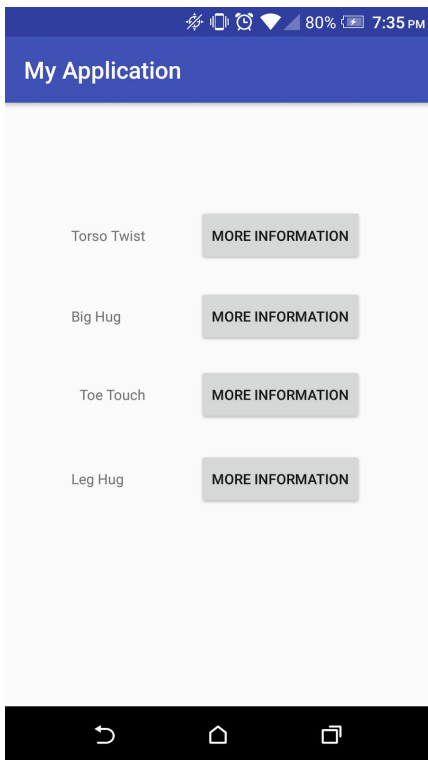 80% 7:35 PM
My Application
Torso Twist MORE INFORMATION
Big Hug MORE INFORMATION
Toe Touch MORE INFORMATION
Leg Hug MORE INFORMATION